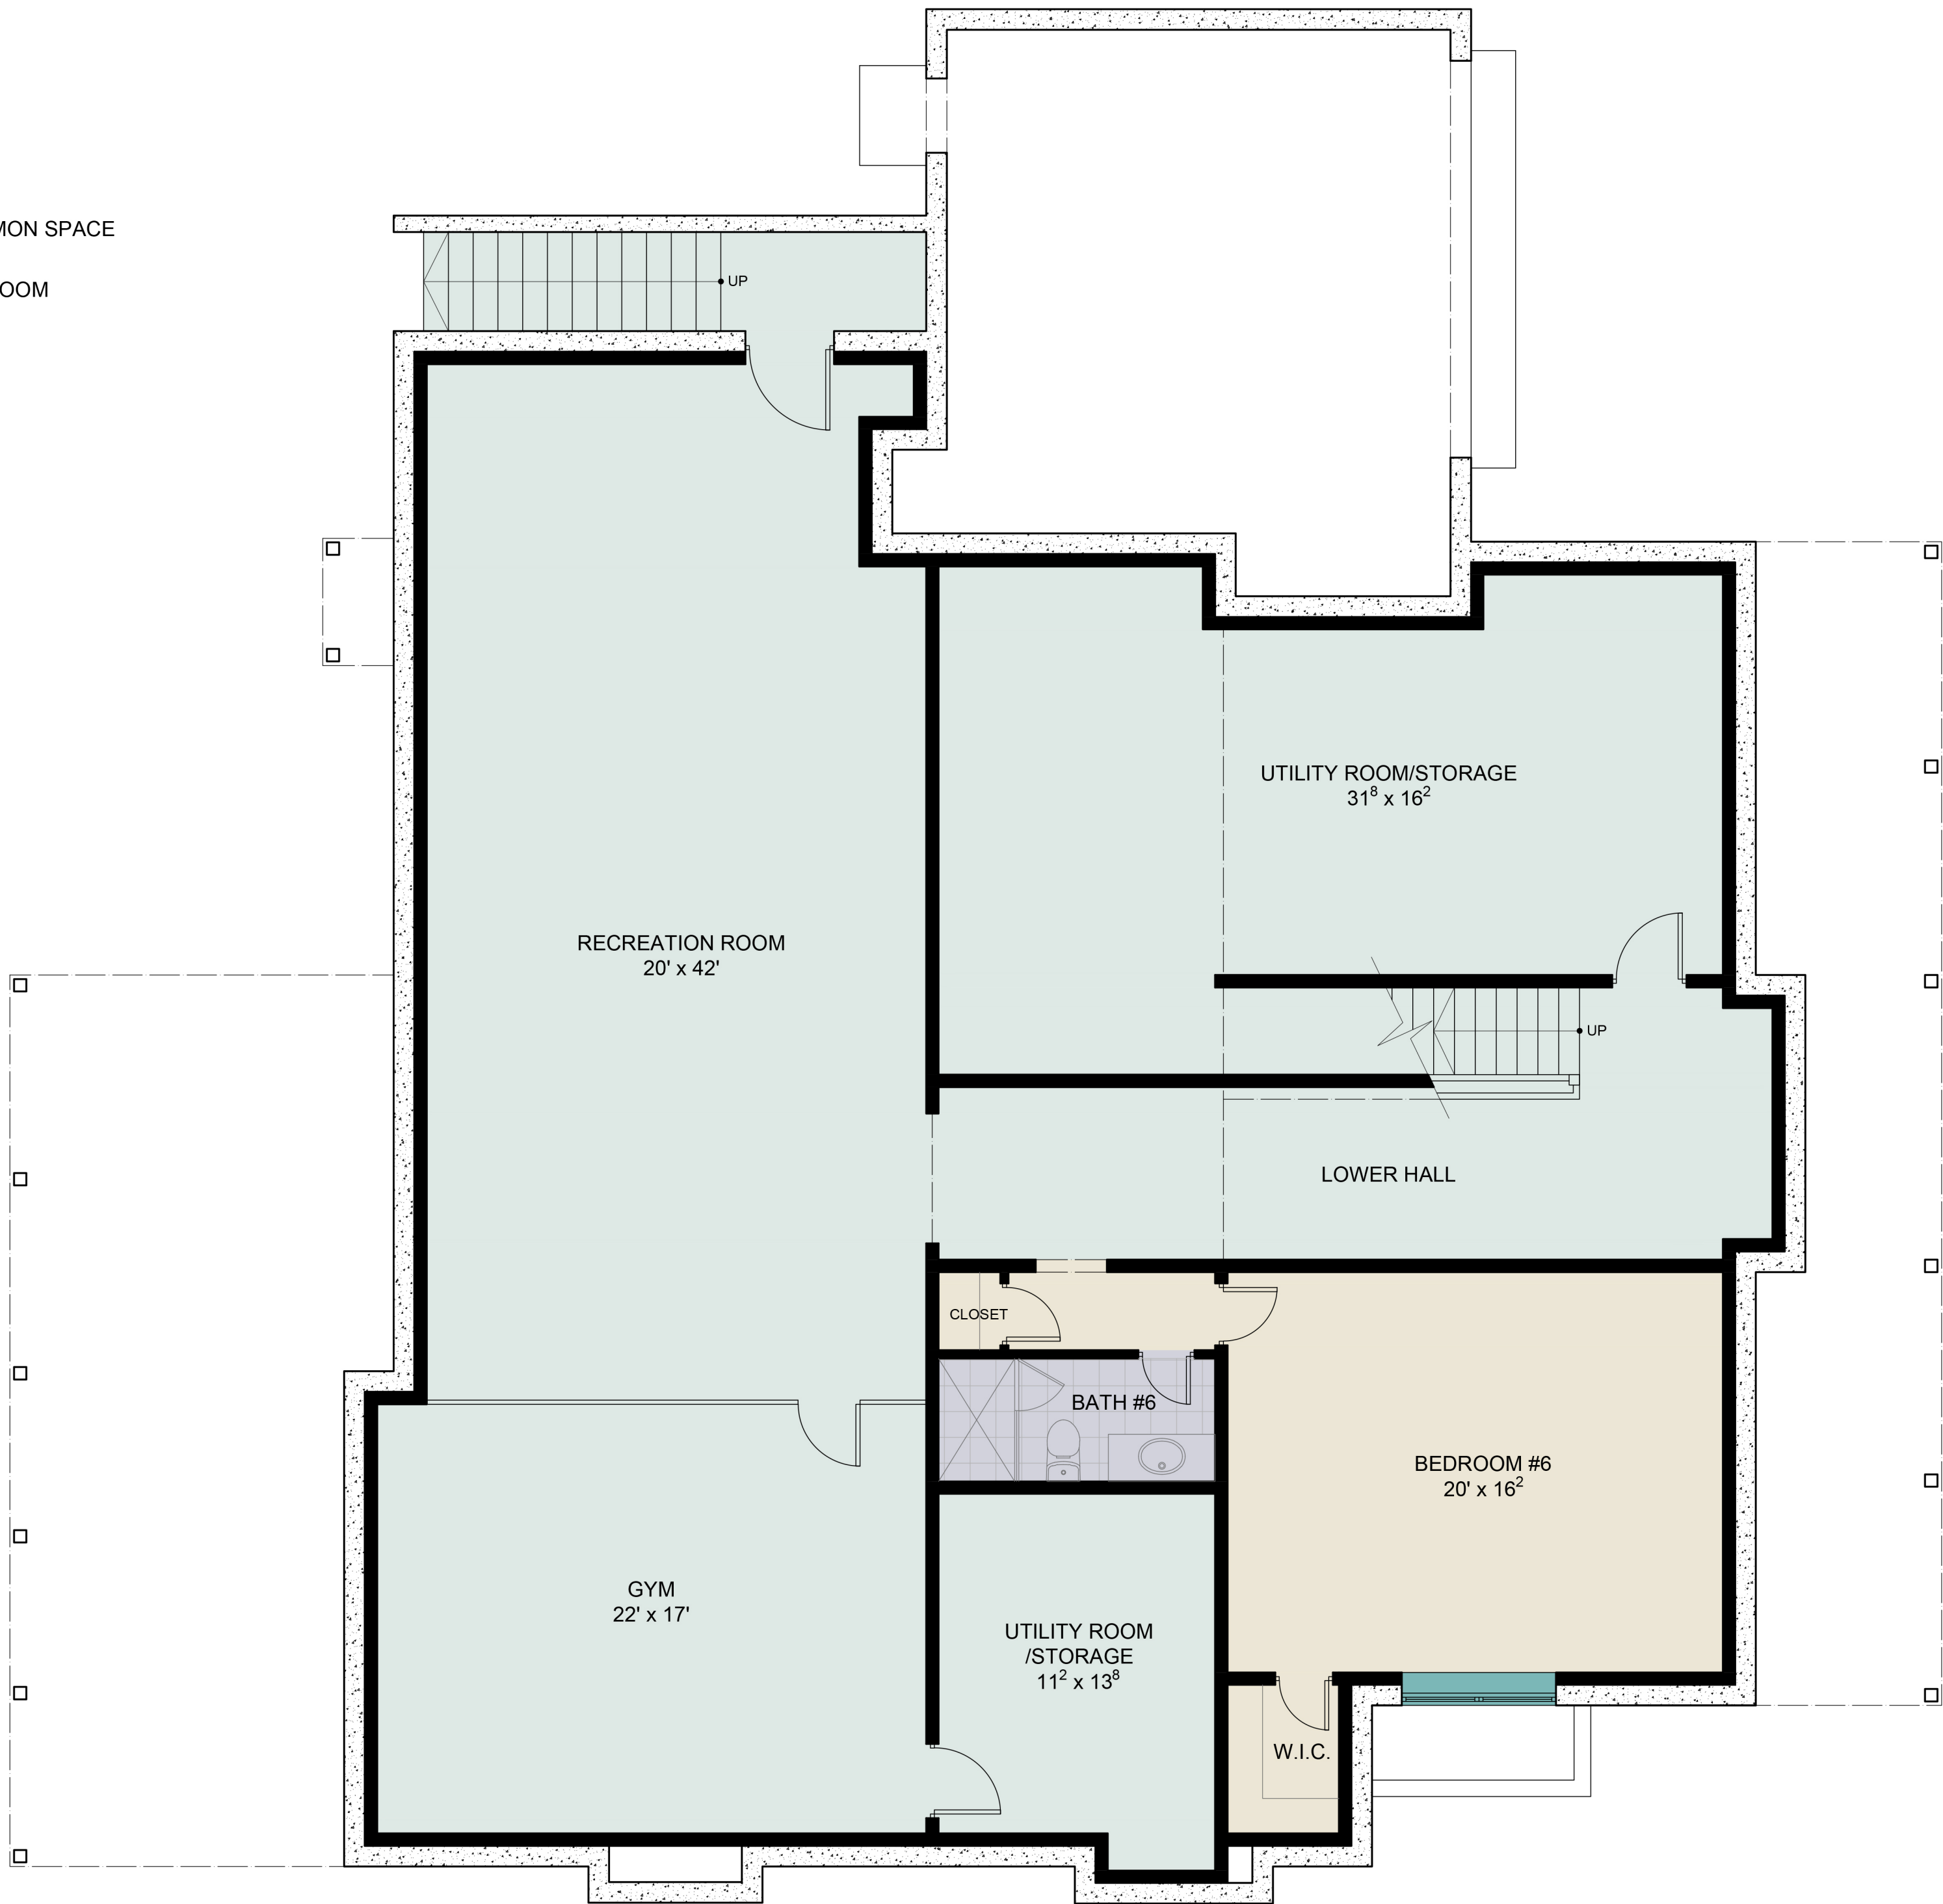 MON SPACE
OOM
UP
UTILITY ROOM/STORAGE
31⁸ x 16²
RECREATION ROOM
20' x 42'
UP
LOWER HALL
CLOSET
BATH #6
BEDROOM #6
20' x 16²
GYM
22' x 17'
UTILITY ROOM
/STORAGE
11² x 13⁸
W.I.C.